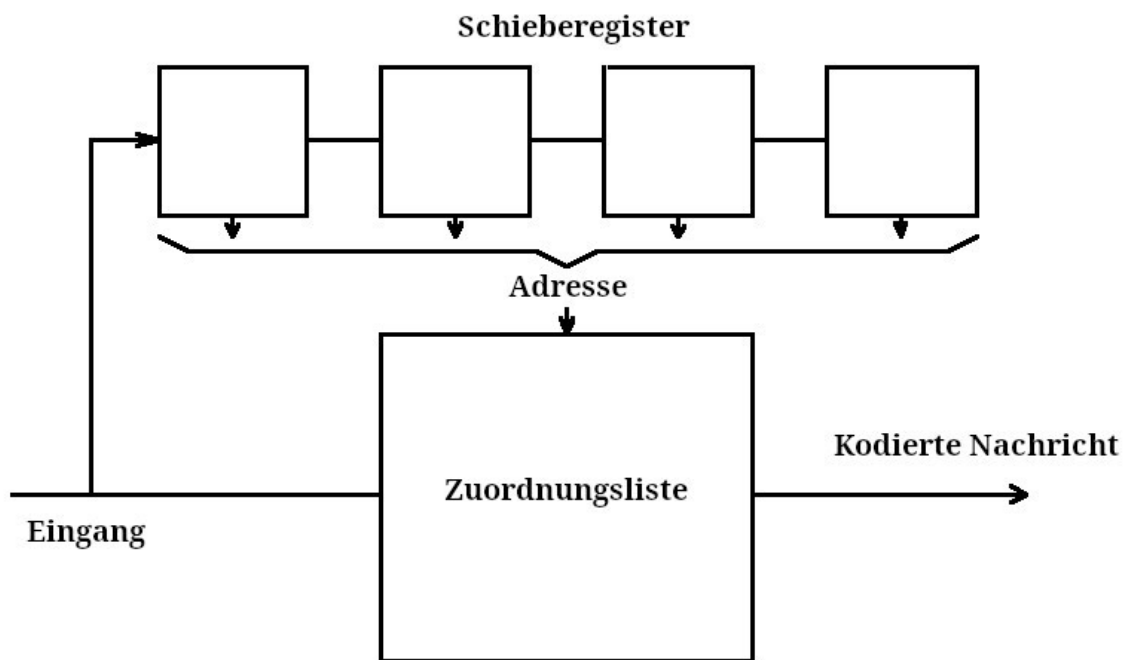 Schieberegister
Adresse
Zuordnungsliste
Kodierte Nachricht
Eingang